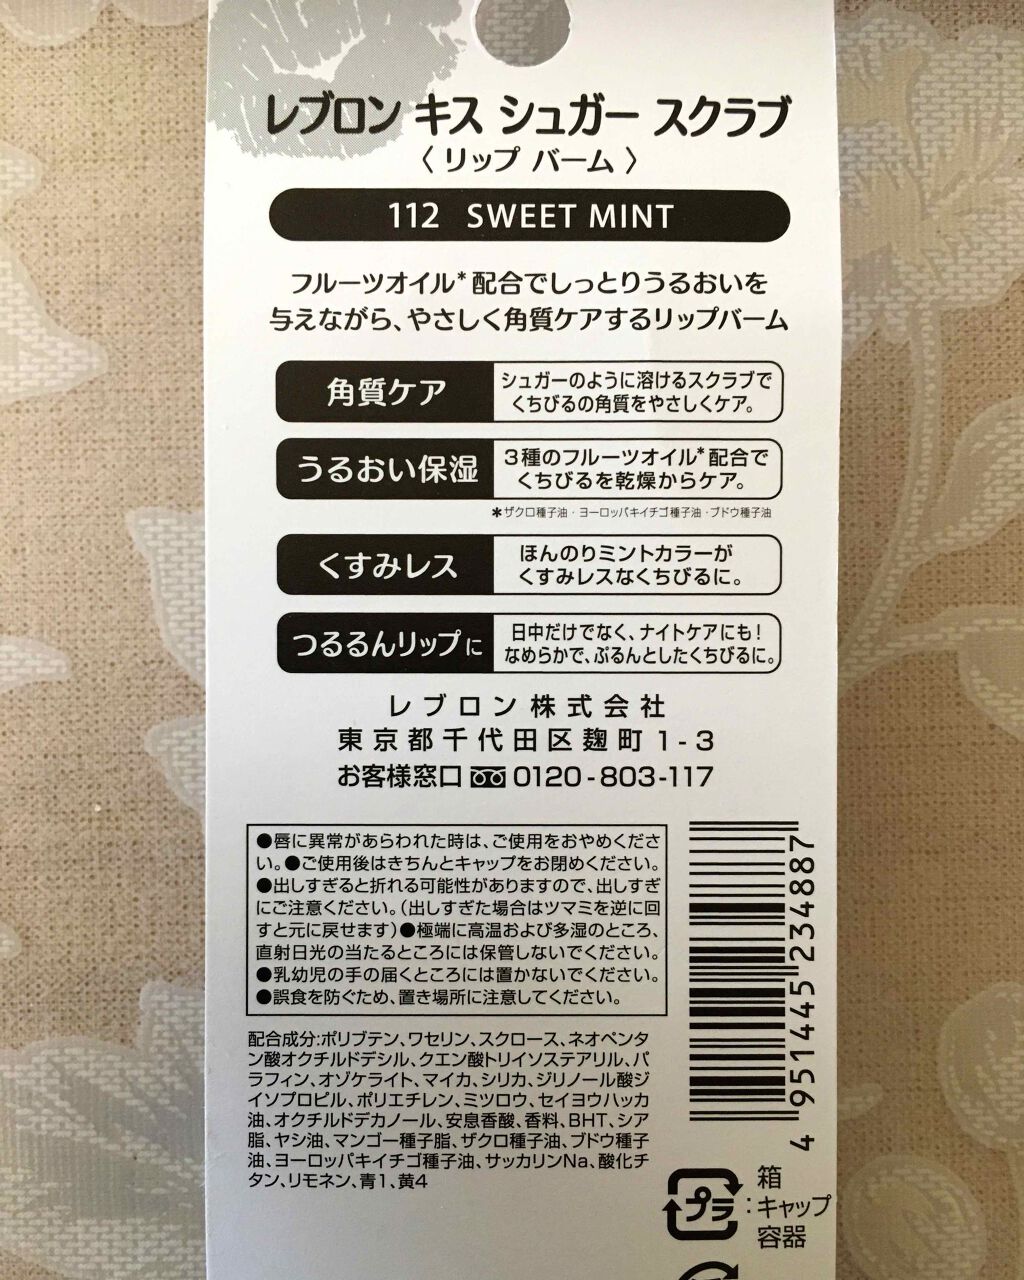 レブロン キス シュガー スクラブ
〈 リップ バーム 〉
112 SWEET MINT
フルーツオイル*配合でしっとりうるおいを
与えながら、やさしく角質ケアするリップバーム
角質ケア
シュガーのように溶けるスクラブで
くちびるの角質をやさしくケア。
うるおい保湿
3種のフルーツオイル*配合で
くちびるを乾燥からケア。
*ザクロ種子油・ヨーロッパキイチゴ種子油・ブドウ種子油
くすみレス
ほんのりミントカラーが
くすみレスなくちびるに。
つるるんリップに
日中だけでなく、ナイトケアにも!
なめらかで、ぷるんとしたくちびるに。
レブロン株式会社
東京都千代田区麹町1-3
お客様窓口 0120-803-117
●唇に異常があらわれた時は、ご使用をおやめくださ
い。●ご使用後はきちんとキャップをお閉めください。
●出しすぎると折れる可能性がありますので、出しすぎ
にご注意ください。(出しすぎた場合はツマミを逆に回
すと元に戻せます)●極端に高温および多湿のところ、
直射日光の当たるところには保管しないでください。
●乳幼児の手の届くところには置かないでください。
●誤食を防ぐため、置き場所に注意してください。
配合成分:ポリブテン、ワセリン、スクロース、ネオペンタ
ン酸オクチルドデシル、クエン酸トリイソステアリル、パ
ラフィン、オゾケライト、マイカ、シリカ、ジリノール酸ジ
イソプロピル、ポリエチレン、ミツロウ、セイヨウハッカ
油、オクチルドデカノール、安息香酸、香料、BHT、シア
脂、ヤシ油、マンゴー種子脂、ザクロ種子油、ブドウ種子
油、ヨーロッパキイチゴ種子油、サッカリンNa、酸化チ
タン、リモネン、青1、黄4
4 951445 234887
プラ
箱
:キャップ
容器